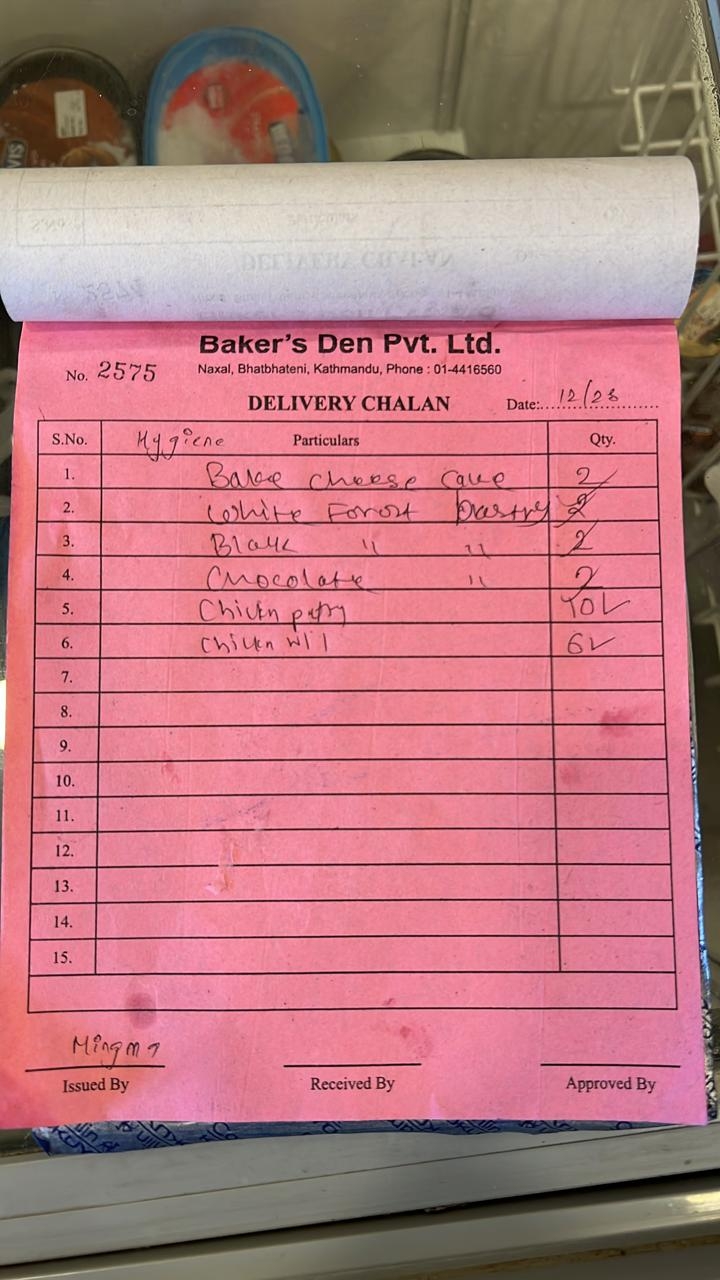 Baker's Den Pvt. Ltd.
No. 2575
Naxal, Bhatbhateni, Kathmandu, Phone : 01-4416560
DELIVERY CHALAN
Date:.... 12/28
S.No. Hygiene Particulars Qty.
1. Bake cheese cake 2
2. White Forest Pastry 2
3. Black " " 2
4. Chocolate " 2
5. Chicken patty 10
6. Chicken 6
7.
8.
9.
10.
11.
12.
13.
14.
15.
Mingma
Issued By Received By Approved By